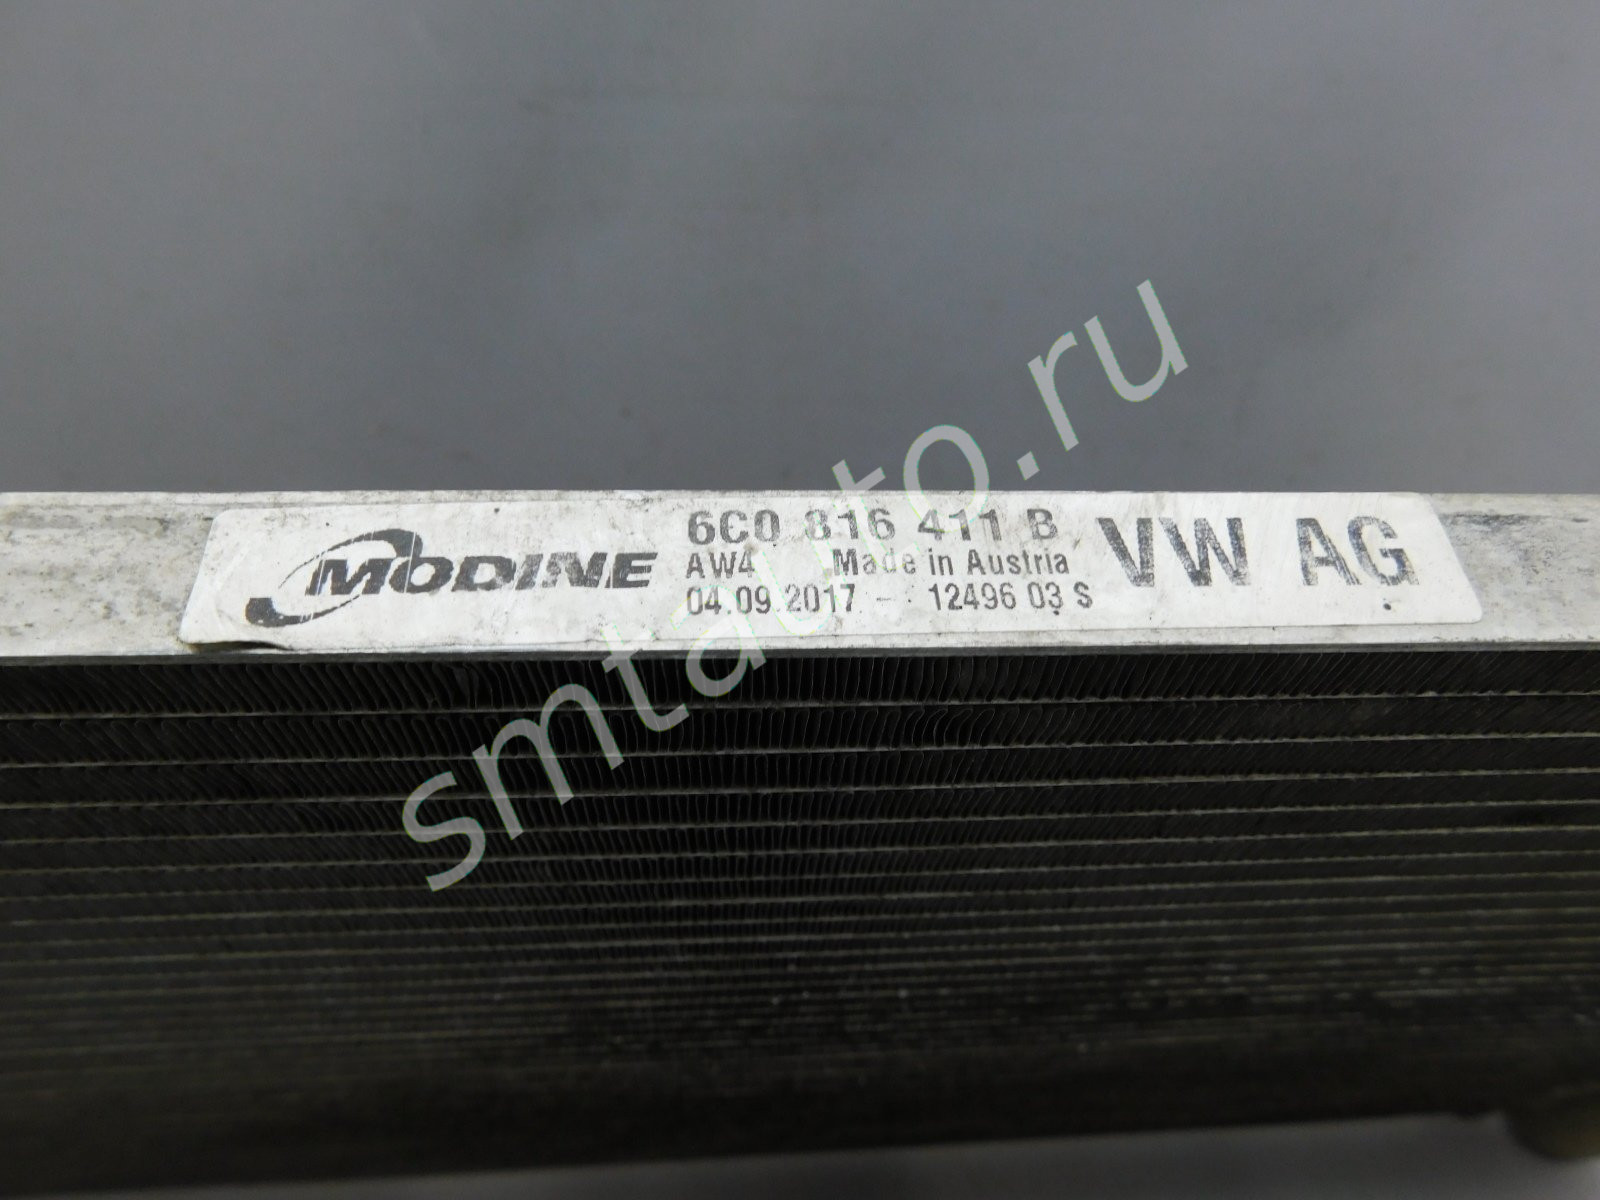 MODINE
6C0 816 411 B
AW4 Made in Austria
04.09.2017 - 12496 03 S
VW AG
smtauto.ru